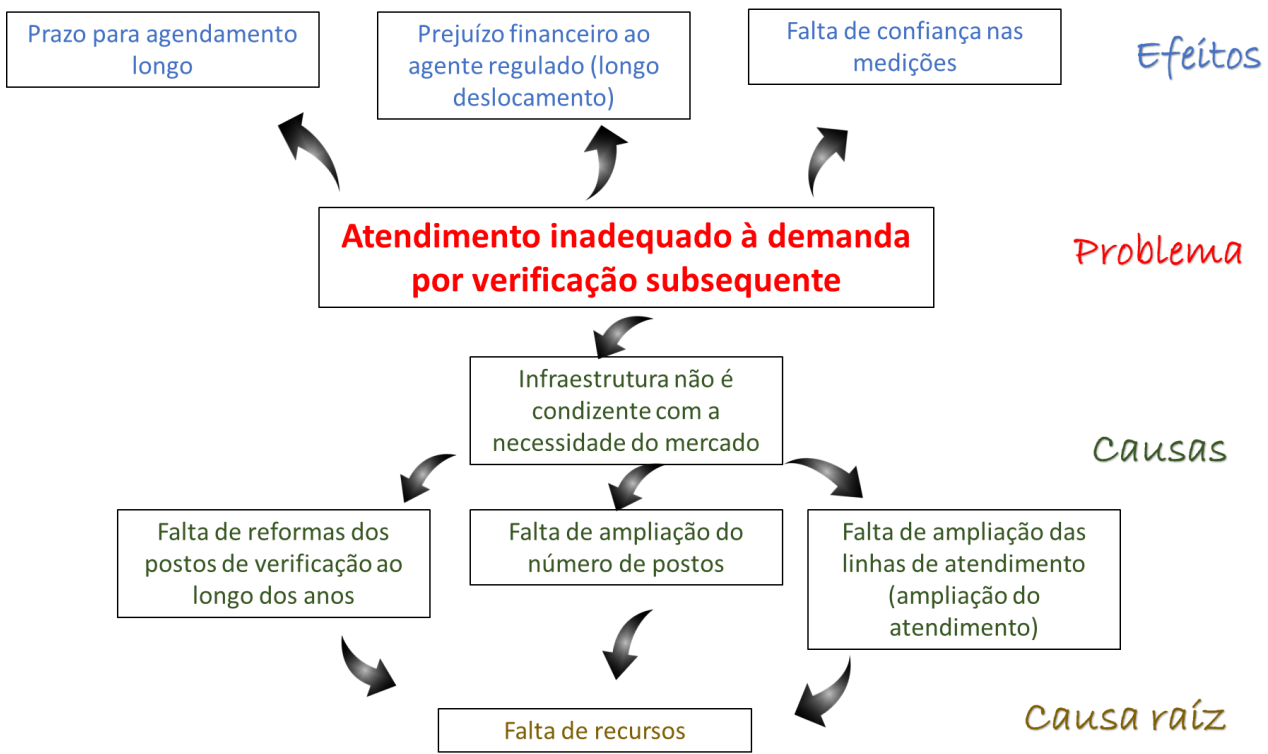 Prazo para agendamento
longo
Prejuízo financeiro ao
agente regulado (longo
deslocamento)
Falta de confiança nas
medições
Efeitos
Atendimento inadequado à demanda
por verificação subsequente
Problema
Infraestrutura não é
condizente com a
necessidade do mercado
Causas
Falta de reformas dos
postos de verificação ao
longo dos anos
Falta de ampliação do
número de postos
Falta de ampliação das
linhas de atendimento
(ampliação do
atendimento)
Falta de recursos
Causa raíz